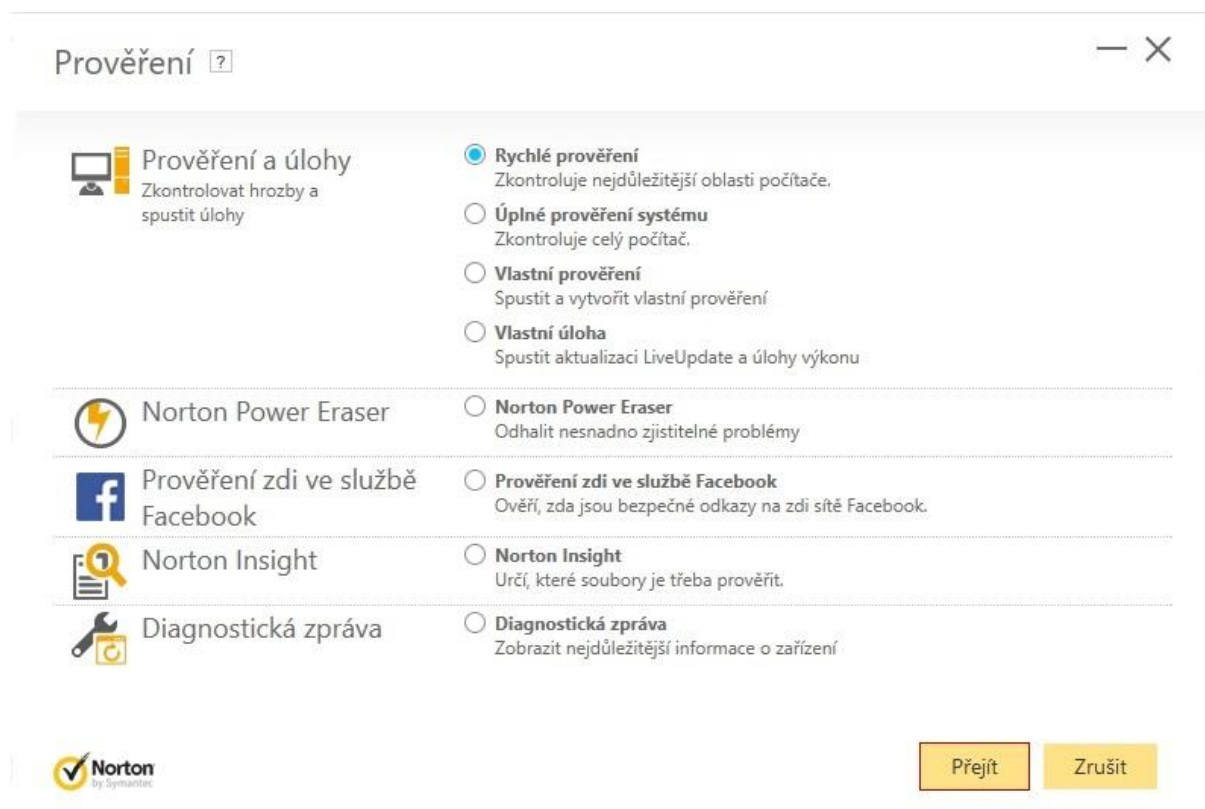 Prověření ?
Prověření a úlohy
Zkontrolovat hrozby a
spustit úlohy
Rychlé prověření
Zkontroluje nejdůležitější oblasti počítače.
Úplné prověření systému
Zkontroluje celý počítač.
Vlastní prověření
Spustit a vytvořit vlastní prověření
Vlastní úloha
Spustit aktualizaci LiveUpdate a úlohy výkonu
Norton Power Eraser
Norton Power Eraser
Odhalit nesnadno zjistitelné problémy
Prověření zdi ve službě
Facebook
Prověření zdi ve službě Facebook
Ověří, zda jsou bezpečné odkazy na zdi sítě Facebook.
Norton Insight
Norton Insight
Určí, které soubory je třeba prověřit.
Diagnostická zpráva
Diagnostická zpráva
Zobrazit nejdůležitější informace o zařízení
Norton
by Symantec
Přejít
Zrušit